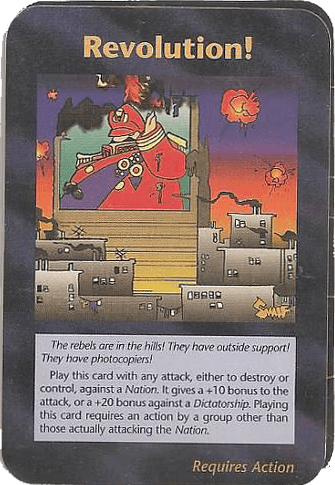 Revolution!
The rebels are in the hills! They have outside support!
They have photocopiers!
Play this card with any attack, either to destroy or
control, against a Nation. It gives a +10 bonus to the
attack, or a +20 bonus against a Dictatorship. Playing
this card requires an action by a group other than
those actually attacking the Nation.
Requires Action